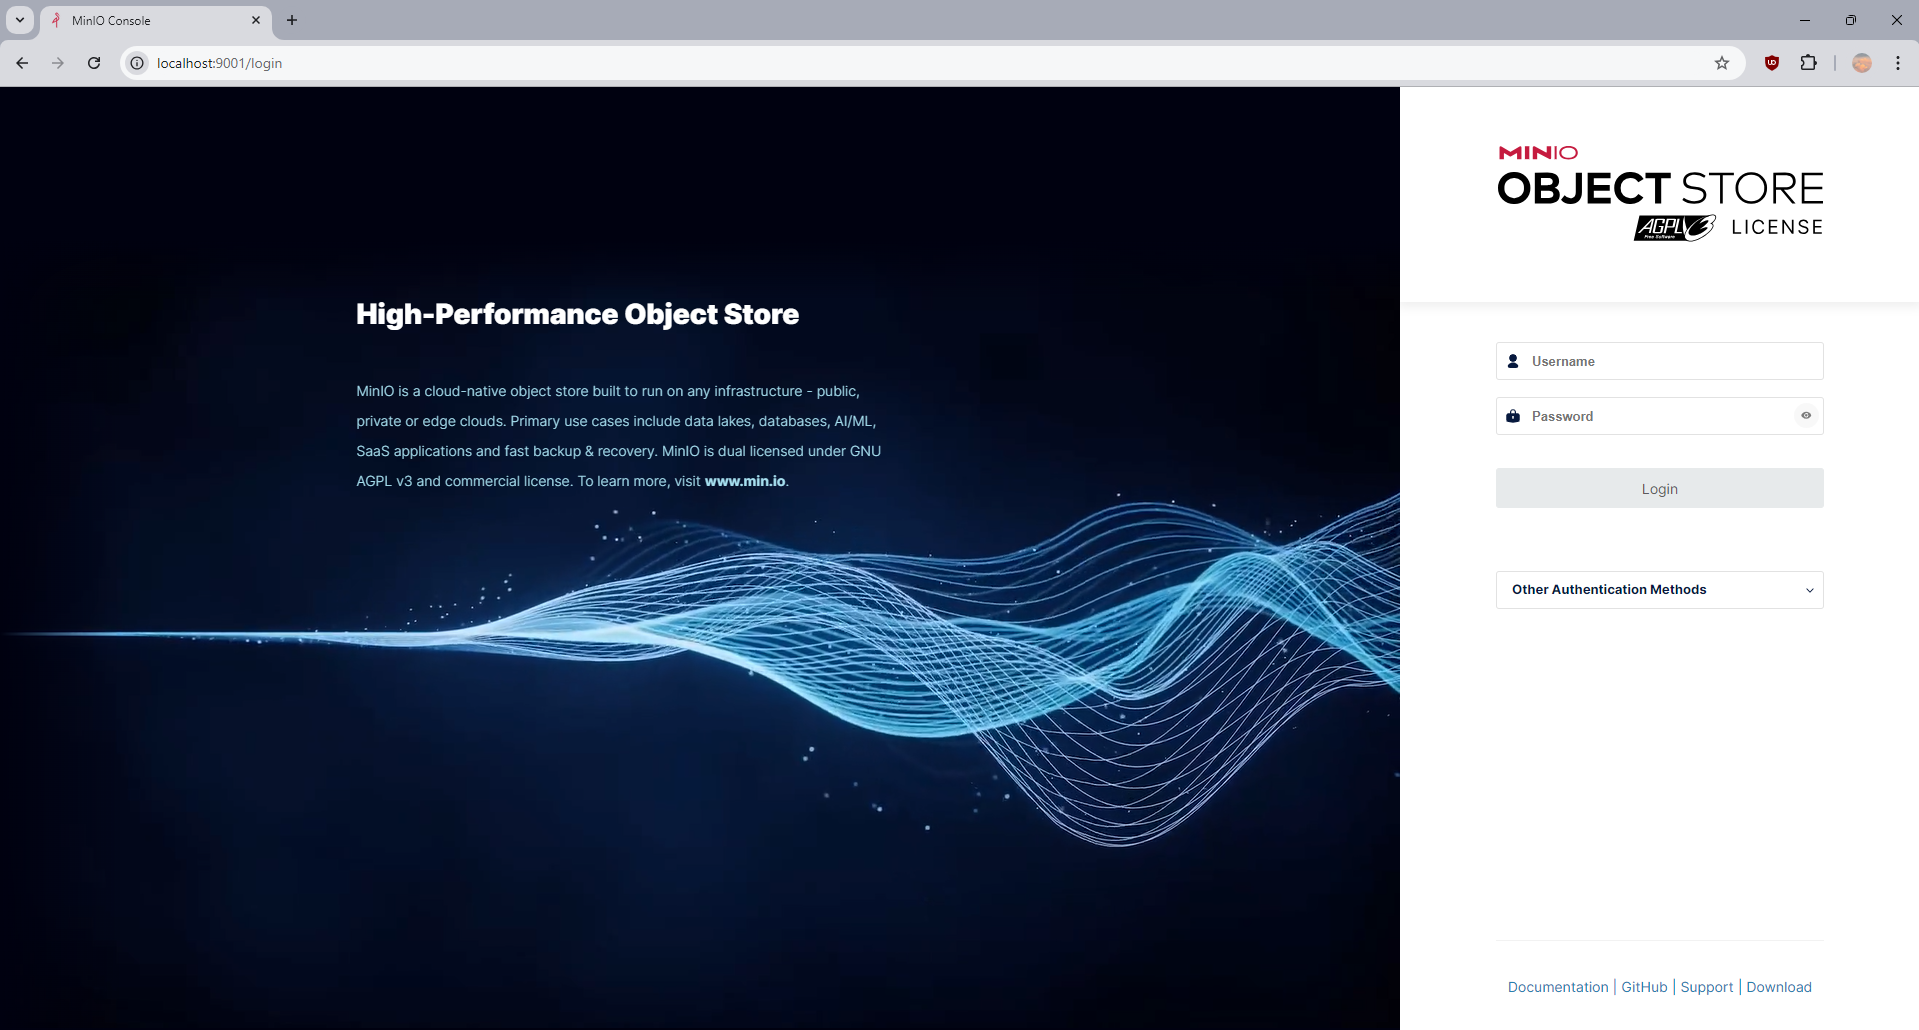 MinIO Console
localhost:9001/login
MINIO
OBJECT STORE
AGPLv3 LICENSE
Free Software
High-Performance Object Store
MinIO is a cloud-native object store built to run on any infrastructure - public,
private or edge clouds. Primary use cases include data lakes, databases, AI/ML,
SaaS applications and fast backup & recovery. MinIO is dual licensed under GNU
AGPL v3 and commercial license. To learn more, visit www.min.io.
Username
Password
Login
Other Authentication Methods
Documentation | GitHub | Support | Download